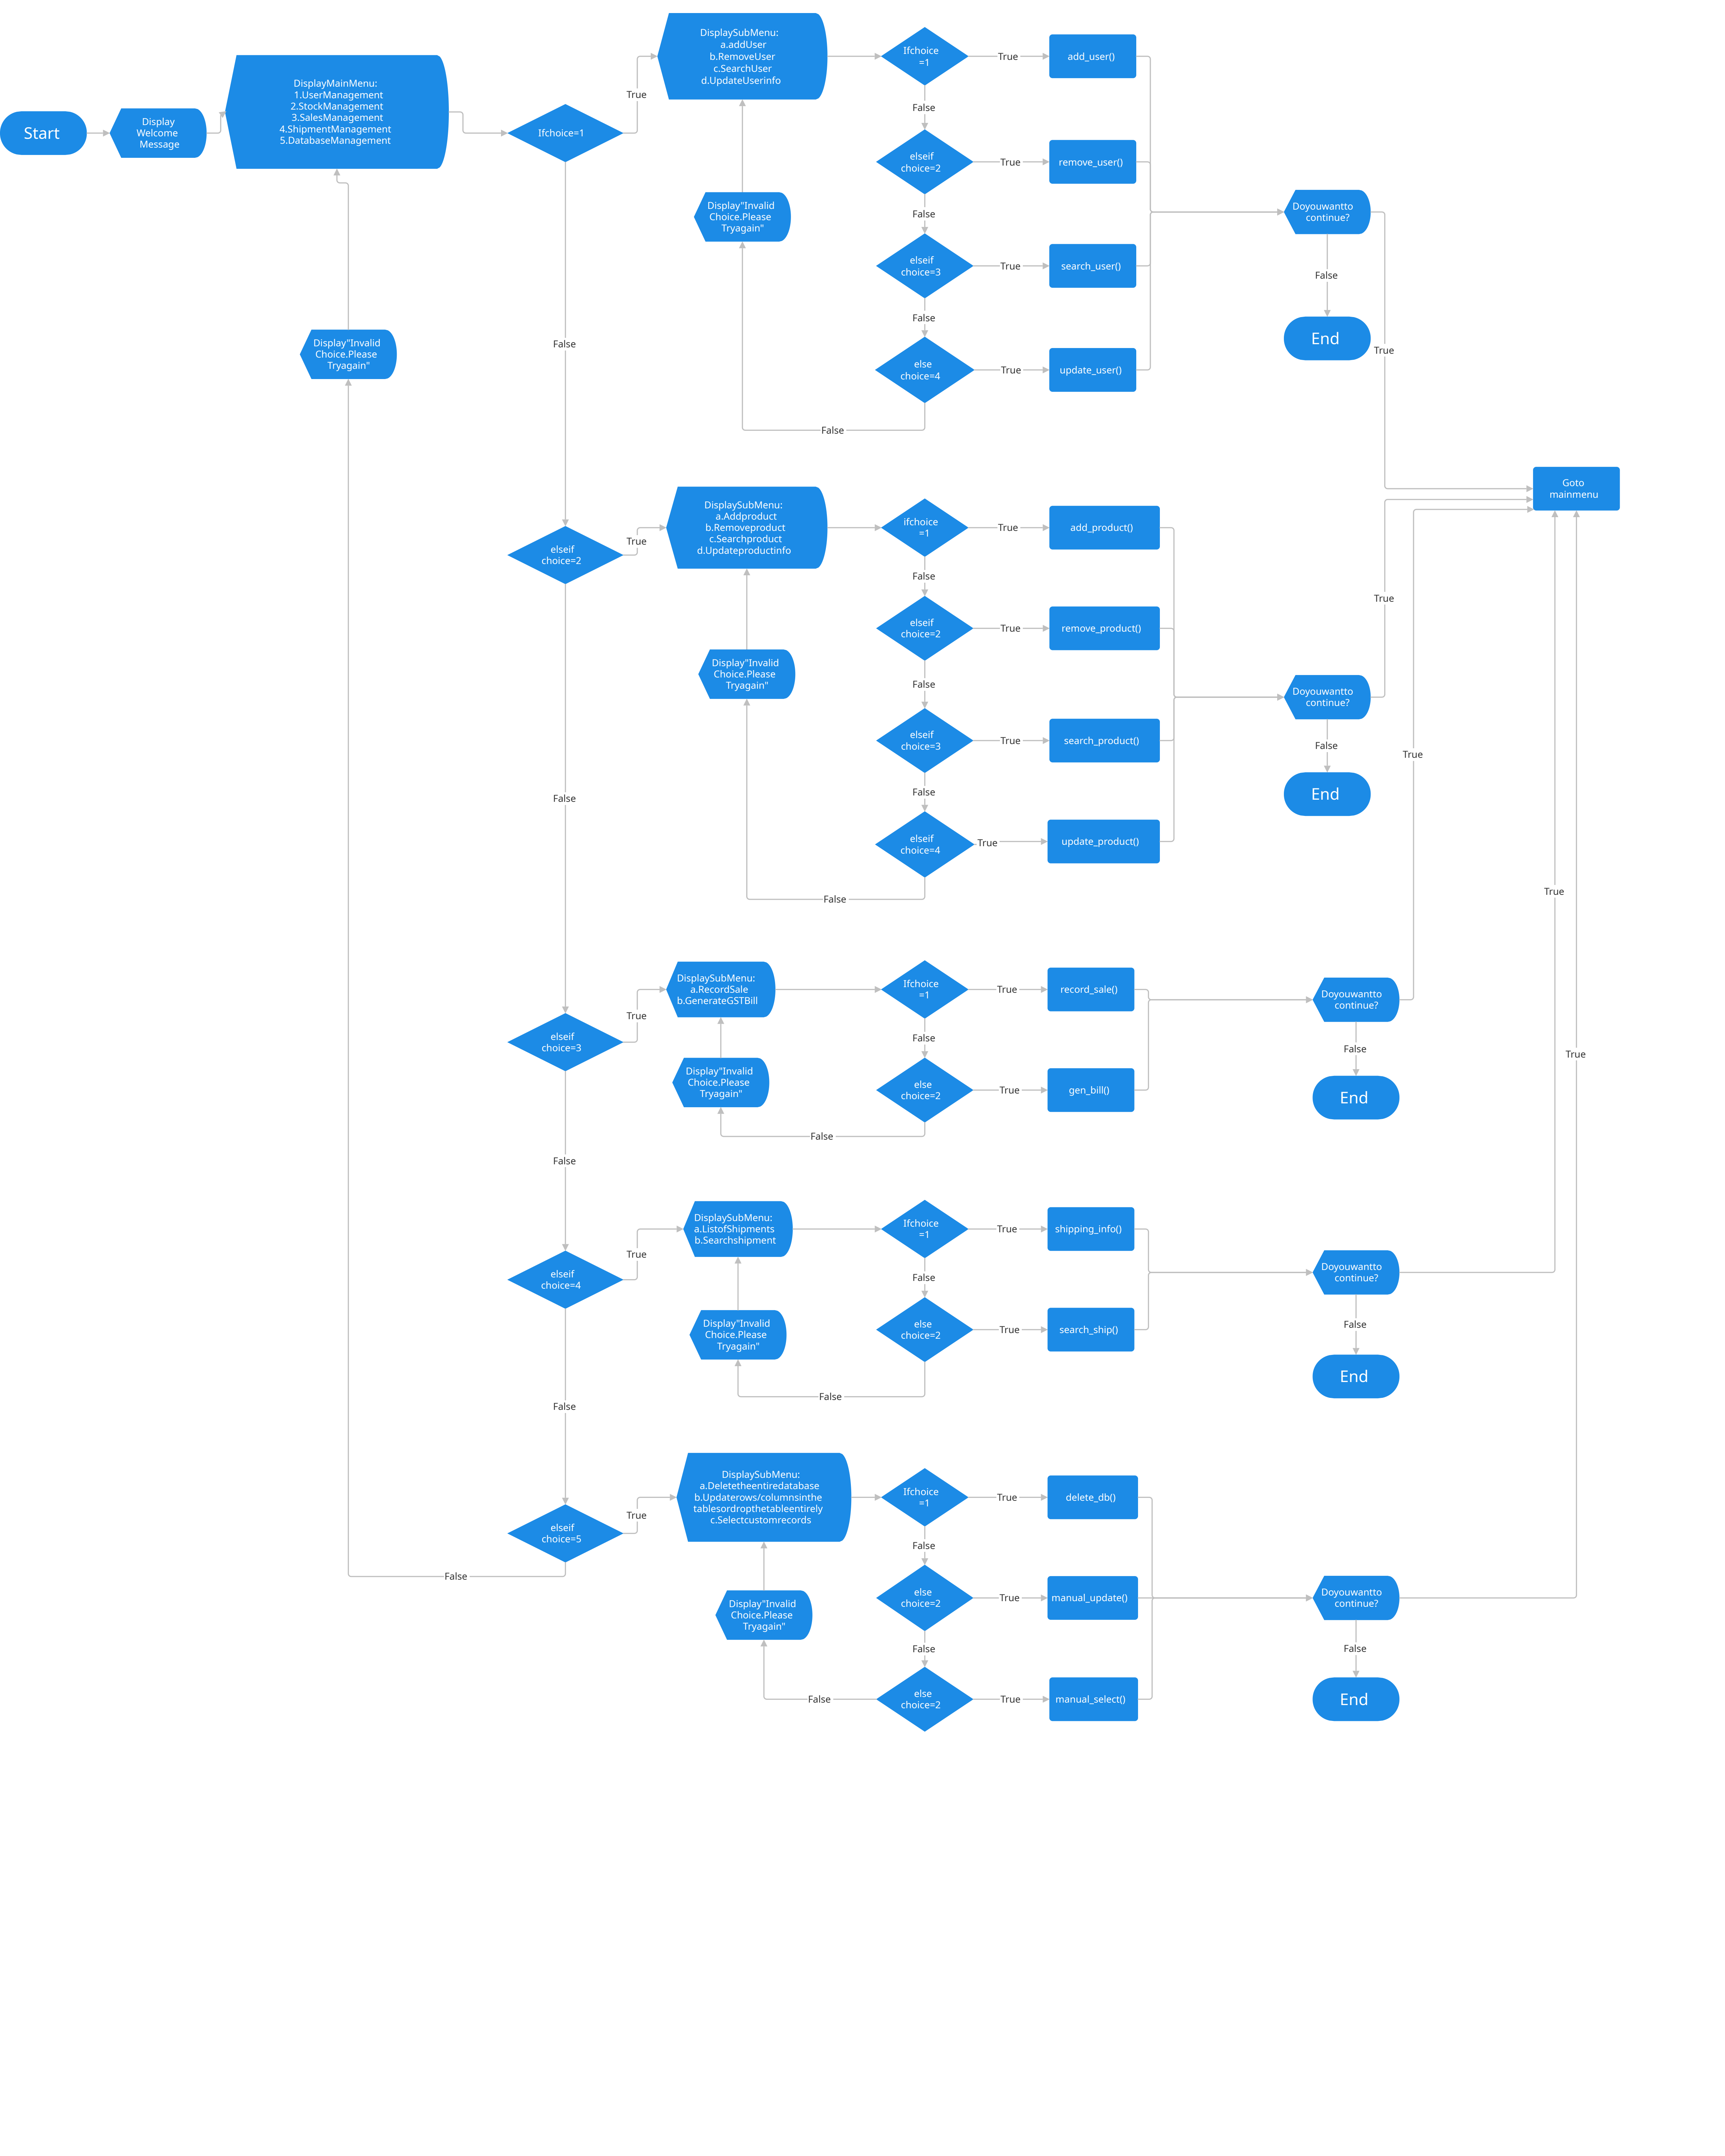 Start
Display
Welcome
Message
DisplayMainMenu:
1.UserManagement
2.StockManagement
3.SalesManagement
4.ShipmentManagement
5.DatabaseManagement
Display"Invalid
Choice.Please
Tryagain"
Ifchoice=1
True
False
DisplaySubMenu:
a.addUser
b.RemoveUser
c.SearchUser
d.UpdateUserinfo
Display"Invalid
Choice.Please
Tryagain"
Ifchoice
=1
True
add_user()
False
elseif
choice=2
True
remove_user()
False
elseif
choice=3
True
search_user()
False
else
choice=4
True
update_user()
False
Doyouwantto
continue?
False
End
True
Goto
mainmenu
elseif
choice=2
True
False
DisplaySubMenu:
a.Addproduct
b.Removeproduct
c.Searchproduct
d.Updateproductinfo
Display"Invalid
Choice.Please
Tryagain"
ifchoice
=1
True
add_product()
False
elseif
choice=2
True
remove_product()
False
elseif
choice=3
True
search_product()
False
elseif
choice=4
True
update_product()
False
Doyouwantto
continue?
False
End
True
elseif
choice=3
True
False
DisplaySubMenu:
a.RecordSale
b.GenerateGSTBill
Display"Invalid
Choice.Please
Tryagain"
Ifchoice
=1
True
record_sale()
False
else
choice=2
True
gen_bill()
False
Doyouwantto
continue?
False
End
True
elseif
choice=4
True
False
DisplaySubMenu:
a.ListofShipments
b.Searchshipment
Display"Invalid
Choice.Please
Tryagain"
Ifchoice
=1
True
shipping_info()
False
else
choice=2
True
search_ship()
False
Doyouwantto
continue?
False
End
True
elseif
choice=5
True
False
DisplaySubMenu:
a.Deletetheentiredatabase
b.Updaterows/columnsinthe
tablesordropthetableentirely
c.Selectcustomrecords
Display"Invalid
Choice.Please
Tryagain"
Ifchoice
=1
True
delete_db()
False
else
choice=2
True
manual_update()
False
else
choice=2
True
manual_select()
False
Doyouwantto
continue?
False
End
True